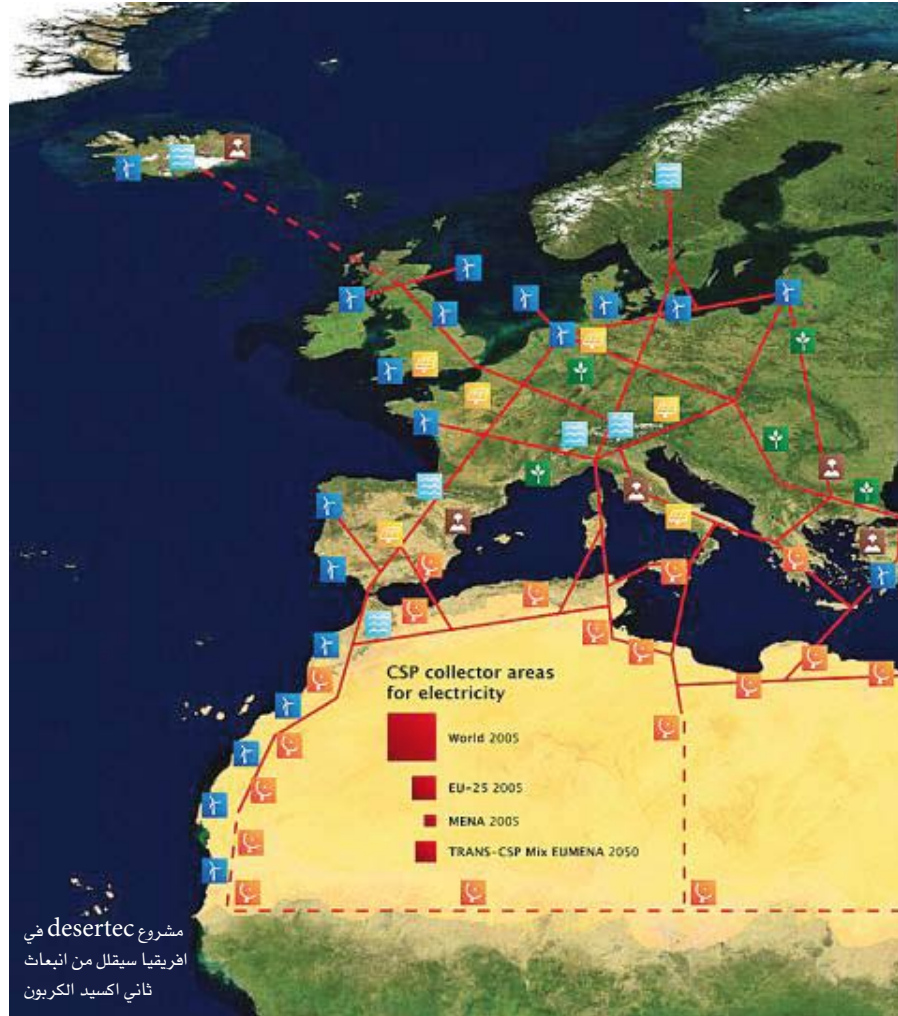 CSP collector areas
for electricity
World 2005
EU-25 2005
MENA 2005
TRANS-CSP Mix EUMENA 2050
مشروع desertec في
افريقيا سيقلل من انبعاث
ثاني اكسيد الكربون